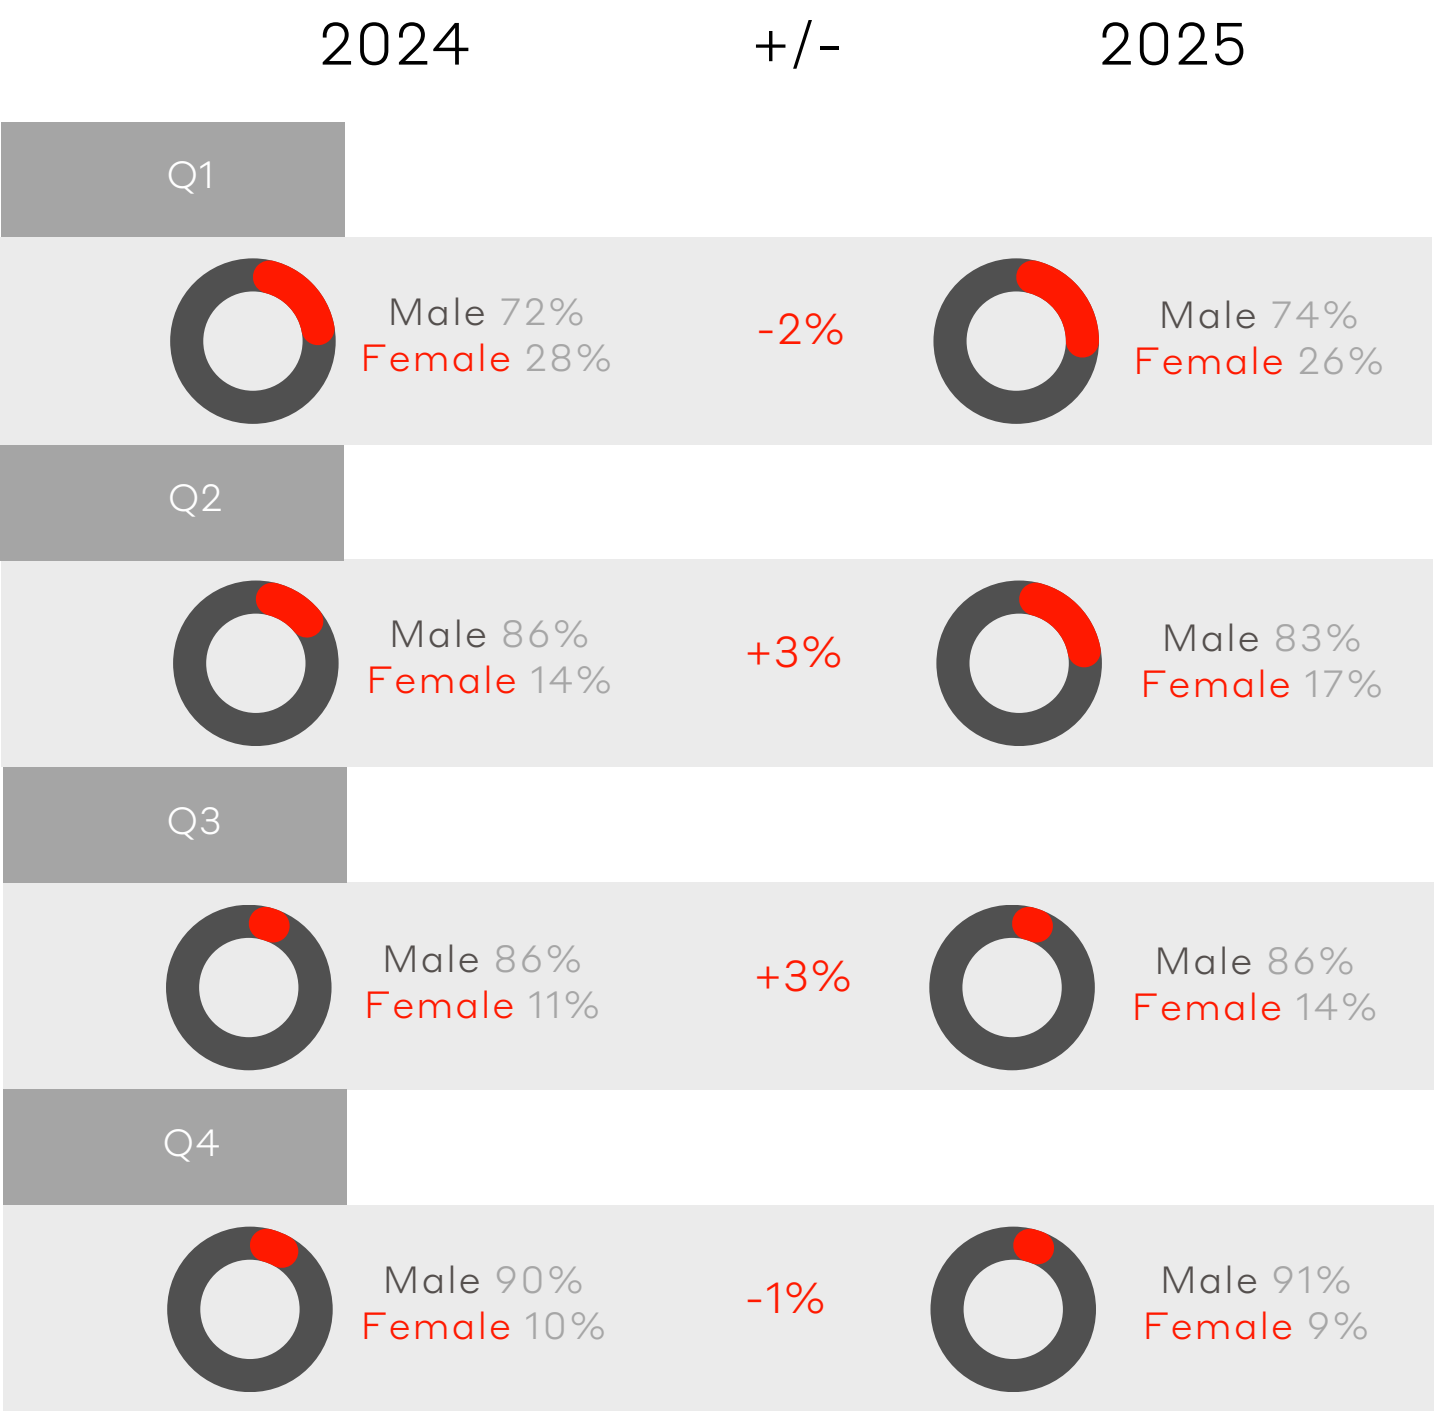 2024 +/- 2025
Q1
Male 72%
Female 28%
-2%
Male 74%
Female 26%
Q2
Male 86%
Female 14%
+3%
Male 83%
Female 17%
Q3
Male 86%
Female 11%
+3%
Male 86%
Female 14%
Q4
Male 90%
Female 10%
-1%
Male 91%
Female 9%